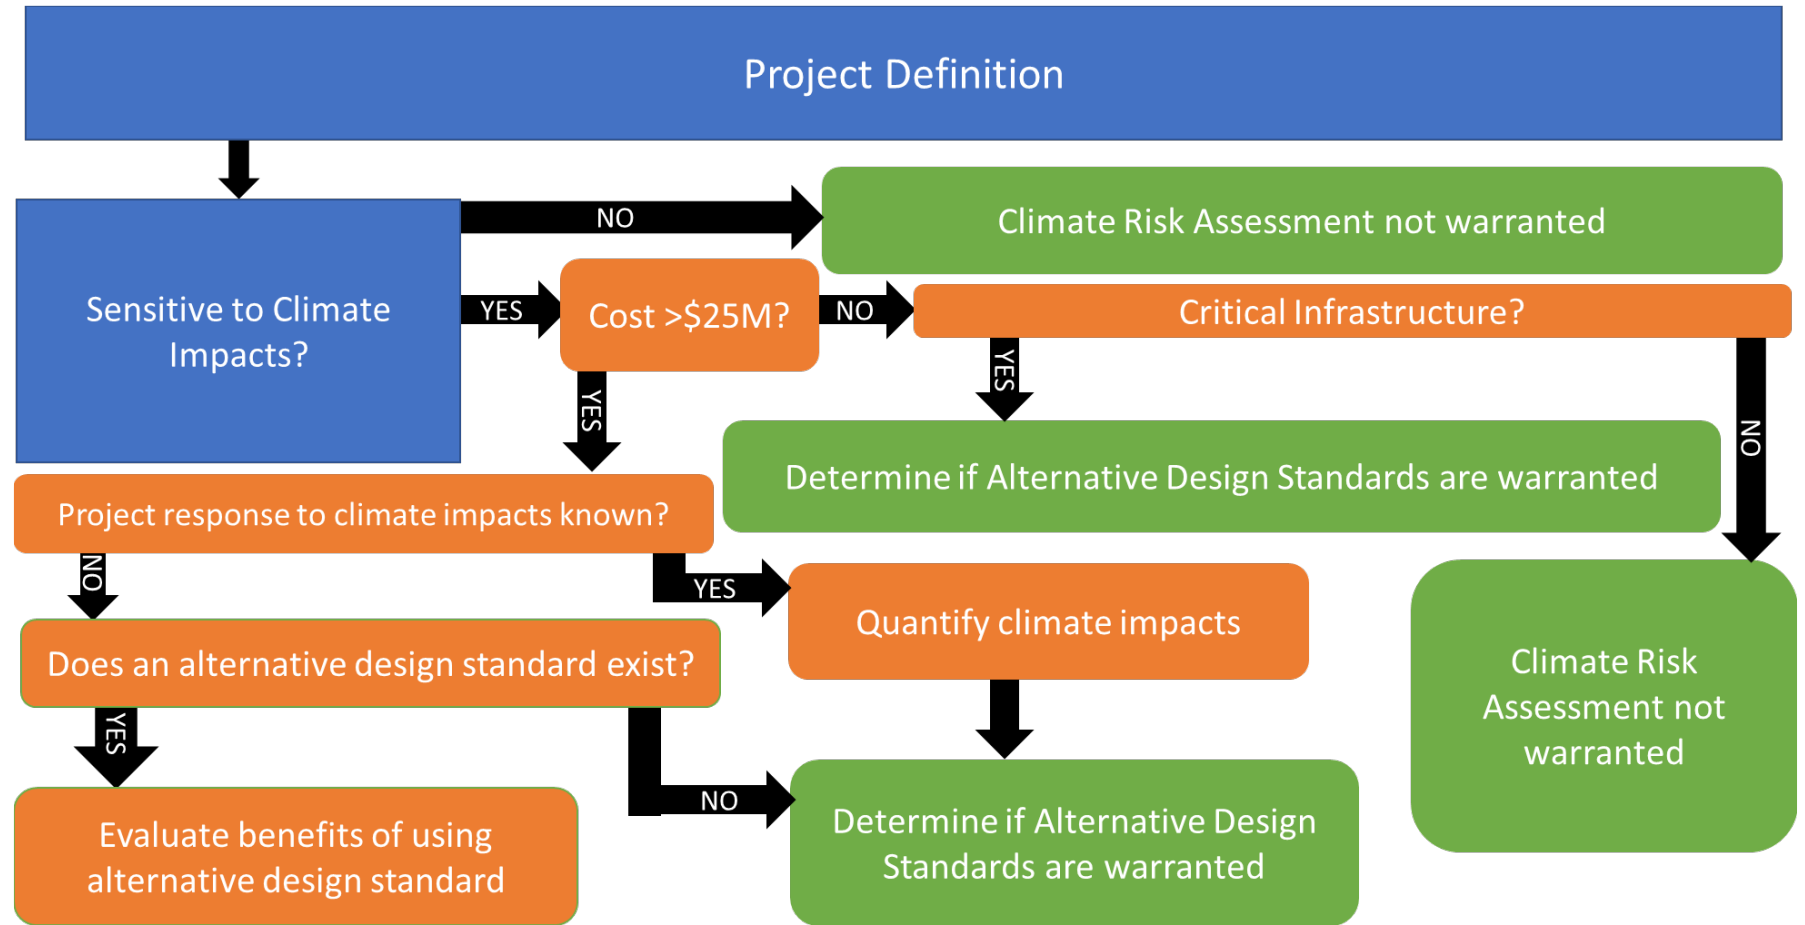 Project Definition
NO
Climate Risk Assessment not warranted
Sensitive to Climate
Impacts?
YES
Cost >$25M?
NO
Critical Infrastructure?
YES
YES
NO
Determine if Alternative Design Standards are warranted
Project response to climate impacts known?
NO
YES
Quantify climate impacts
Does an alternative design standard exist?
Climate Risk
Assessment not
warranted
YES
NO
Evaluate benefits of using
alternative design standard
Determine if Alternative Design
Standards are warranted